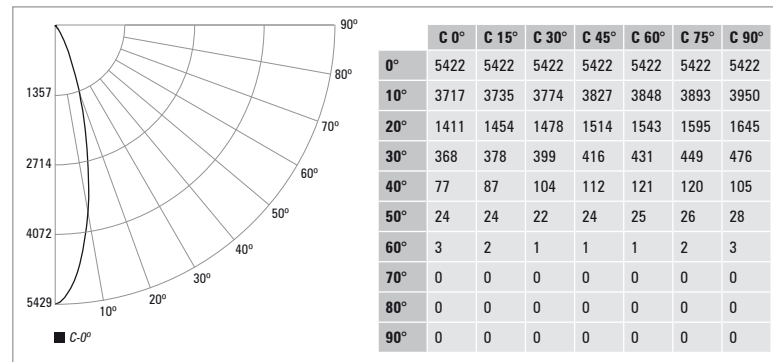 90º
80º
70º
60º
50º
40º
30º
20º
10º
1357
2714
4072
5429
C-0º
C 0° C 15° C 30° C 45° C 60° C 75° C 90°
0° 5422 5422 5422 5422 5422 5422 5422
10° 3717 3735 3774 3827 3848 3893 3950
20° 1411 1454 1478 1514 1543 1595 1645
30° 368 378 399 416 431 449 476
40° 77 87 104 112 121 120 105
50° 24 24 22 24 25 26 28
60° 3 2 1 1 1 2 3
70° 0 0 0 0 0 0 0
80° 0 0 0 0 0 0 0
90° 0 0 0 0 0 0 0